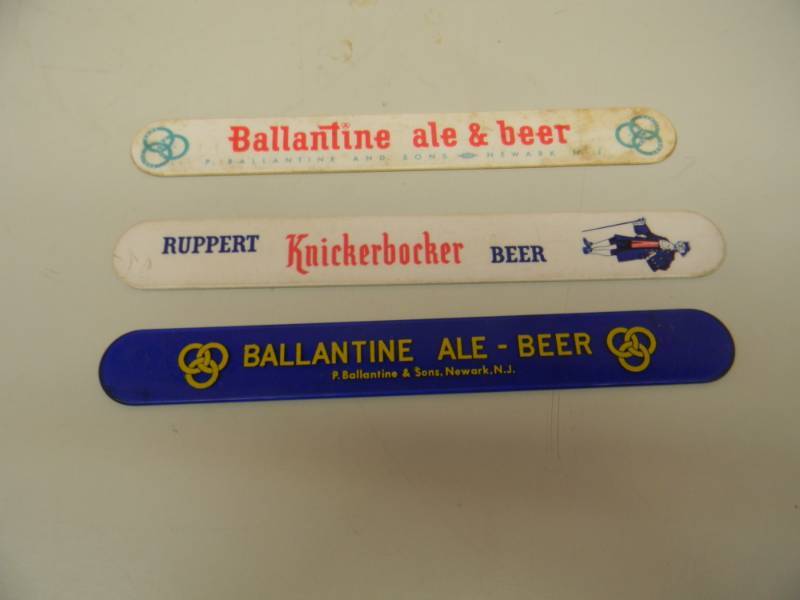 Ballantine ale & beer
P. BALLANTINE AND SONS NEWARK N. J.
RUPPERT Knickerbocker BEER
BALLANTINE ALE - BEER
P. Ballantine & Sons, Newark, N.J.